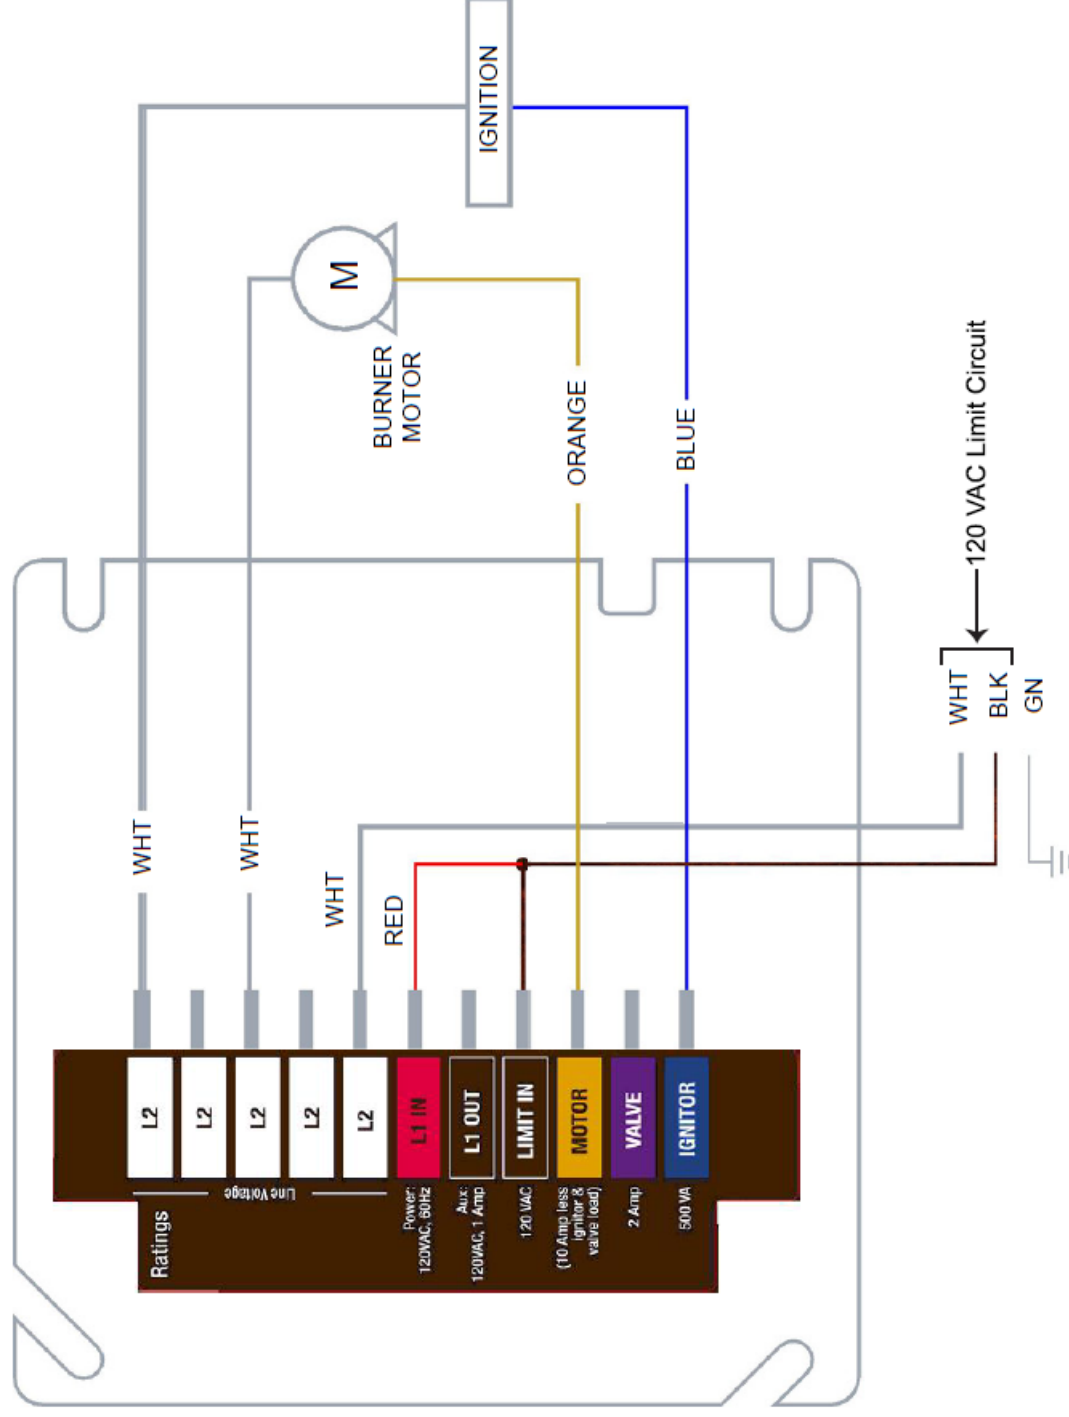 IGNITION
M
BURNER
MOTOR
ORANGE
BLUE
120 VAC Limit Circuit
WHT
BLK
GN
WHT
WHT
WHT
RED
L2
L2
L2
L2
L2
L1 IN
L1 OUT
LIMIT IN
MOTOR
VALVE
IGNITOR
Line Voltage
Ratings
Power:
120VAC, 60Hz
Aux:
120VAC, 1 Amp
120 VAC
(10 Amp less
ignitor &
valve load)
2 Amp
500 VA